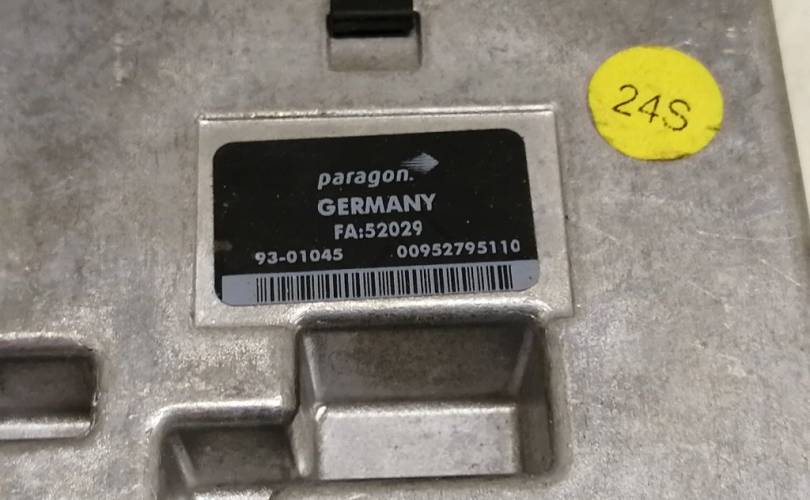 24S
paragon.
GERMANY
FA:52029
93-01045 00952795110